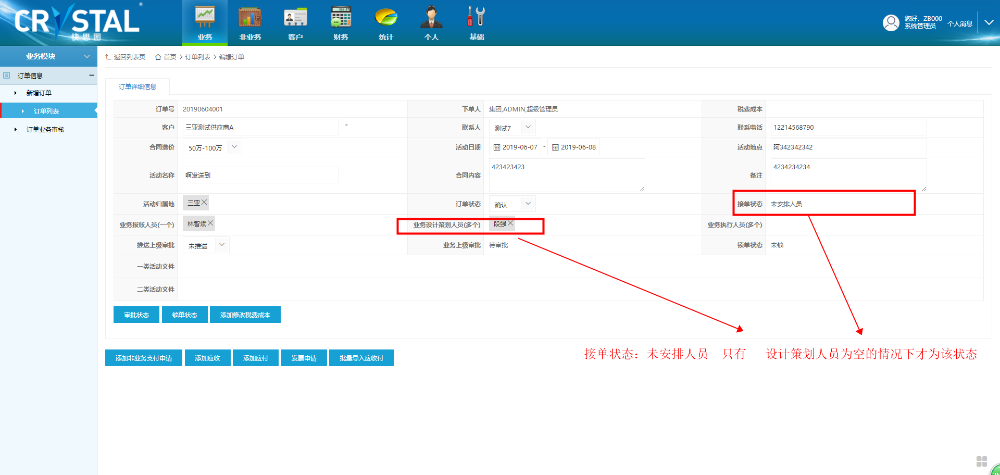 CRYSTAL ®
快思图
业务 非业务 客户 财务 统计 个人 基础
您好，ZB000
系统管理员
个人消息
业务模块
订单信息
新增订单
订单列表
订单业务审核
返回列表页 首页 > 订单列表 > 编辑订单
订单详细信息
订单号 20190604001 下单人 集团,ADMIN,超级管理员 税费成本
客户 三亚测试供应商A * 联系人 测试7 联系电话 12214568790
合同造价 50万-100万 活动日期 2019-06-07 - 2019-06-08 活动地点 阿342342342
活动名称 啊发送到 合同内容 423423423 备注 4234234234
活动归属地 三亚 订单状态 确认 接单状态 未安排人员
业务报账人员(一个) 林智斌 业务设计策划人员(多个) 段强 业务执行人员(多个)
推送上级审批 未推送 业务上级审批 待审批 锁单状态 未锁
一类活动文件
二类活动文件
审批状态 锁单状态 添加修改税费成本
添加非业务支付申请 添加应收 添加应付 发票申请 批量导入应收付
接单状态：未安排人员 只有 设计策划人员为空的情况下才为该状态